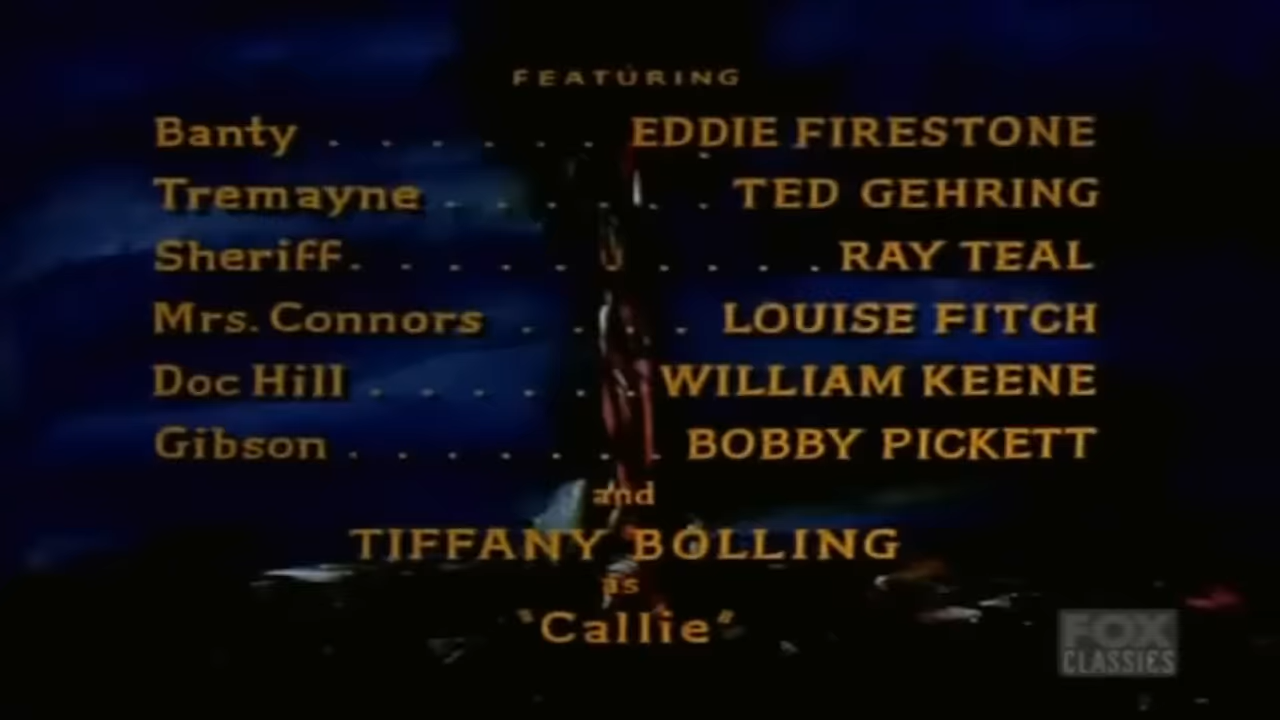 FEATURING
Banty . . . . . . EDDIE FIRESTONE
Tremayne . . . . . . TED GEHRING
Sheriff. . . . . . . . . . RAY TEAL
Mrs. Connors . . . . LOUISE FITCH
Doc Hill . . . . . . WILLIAM KEENE
Gibson . . . . . . . BOBBY PICKETT
and
TIFFANY BOLLING
as
"Callie"
FOX
CLASSICS